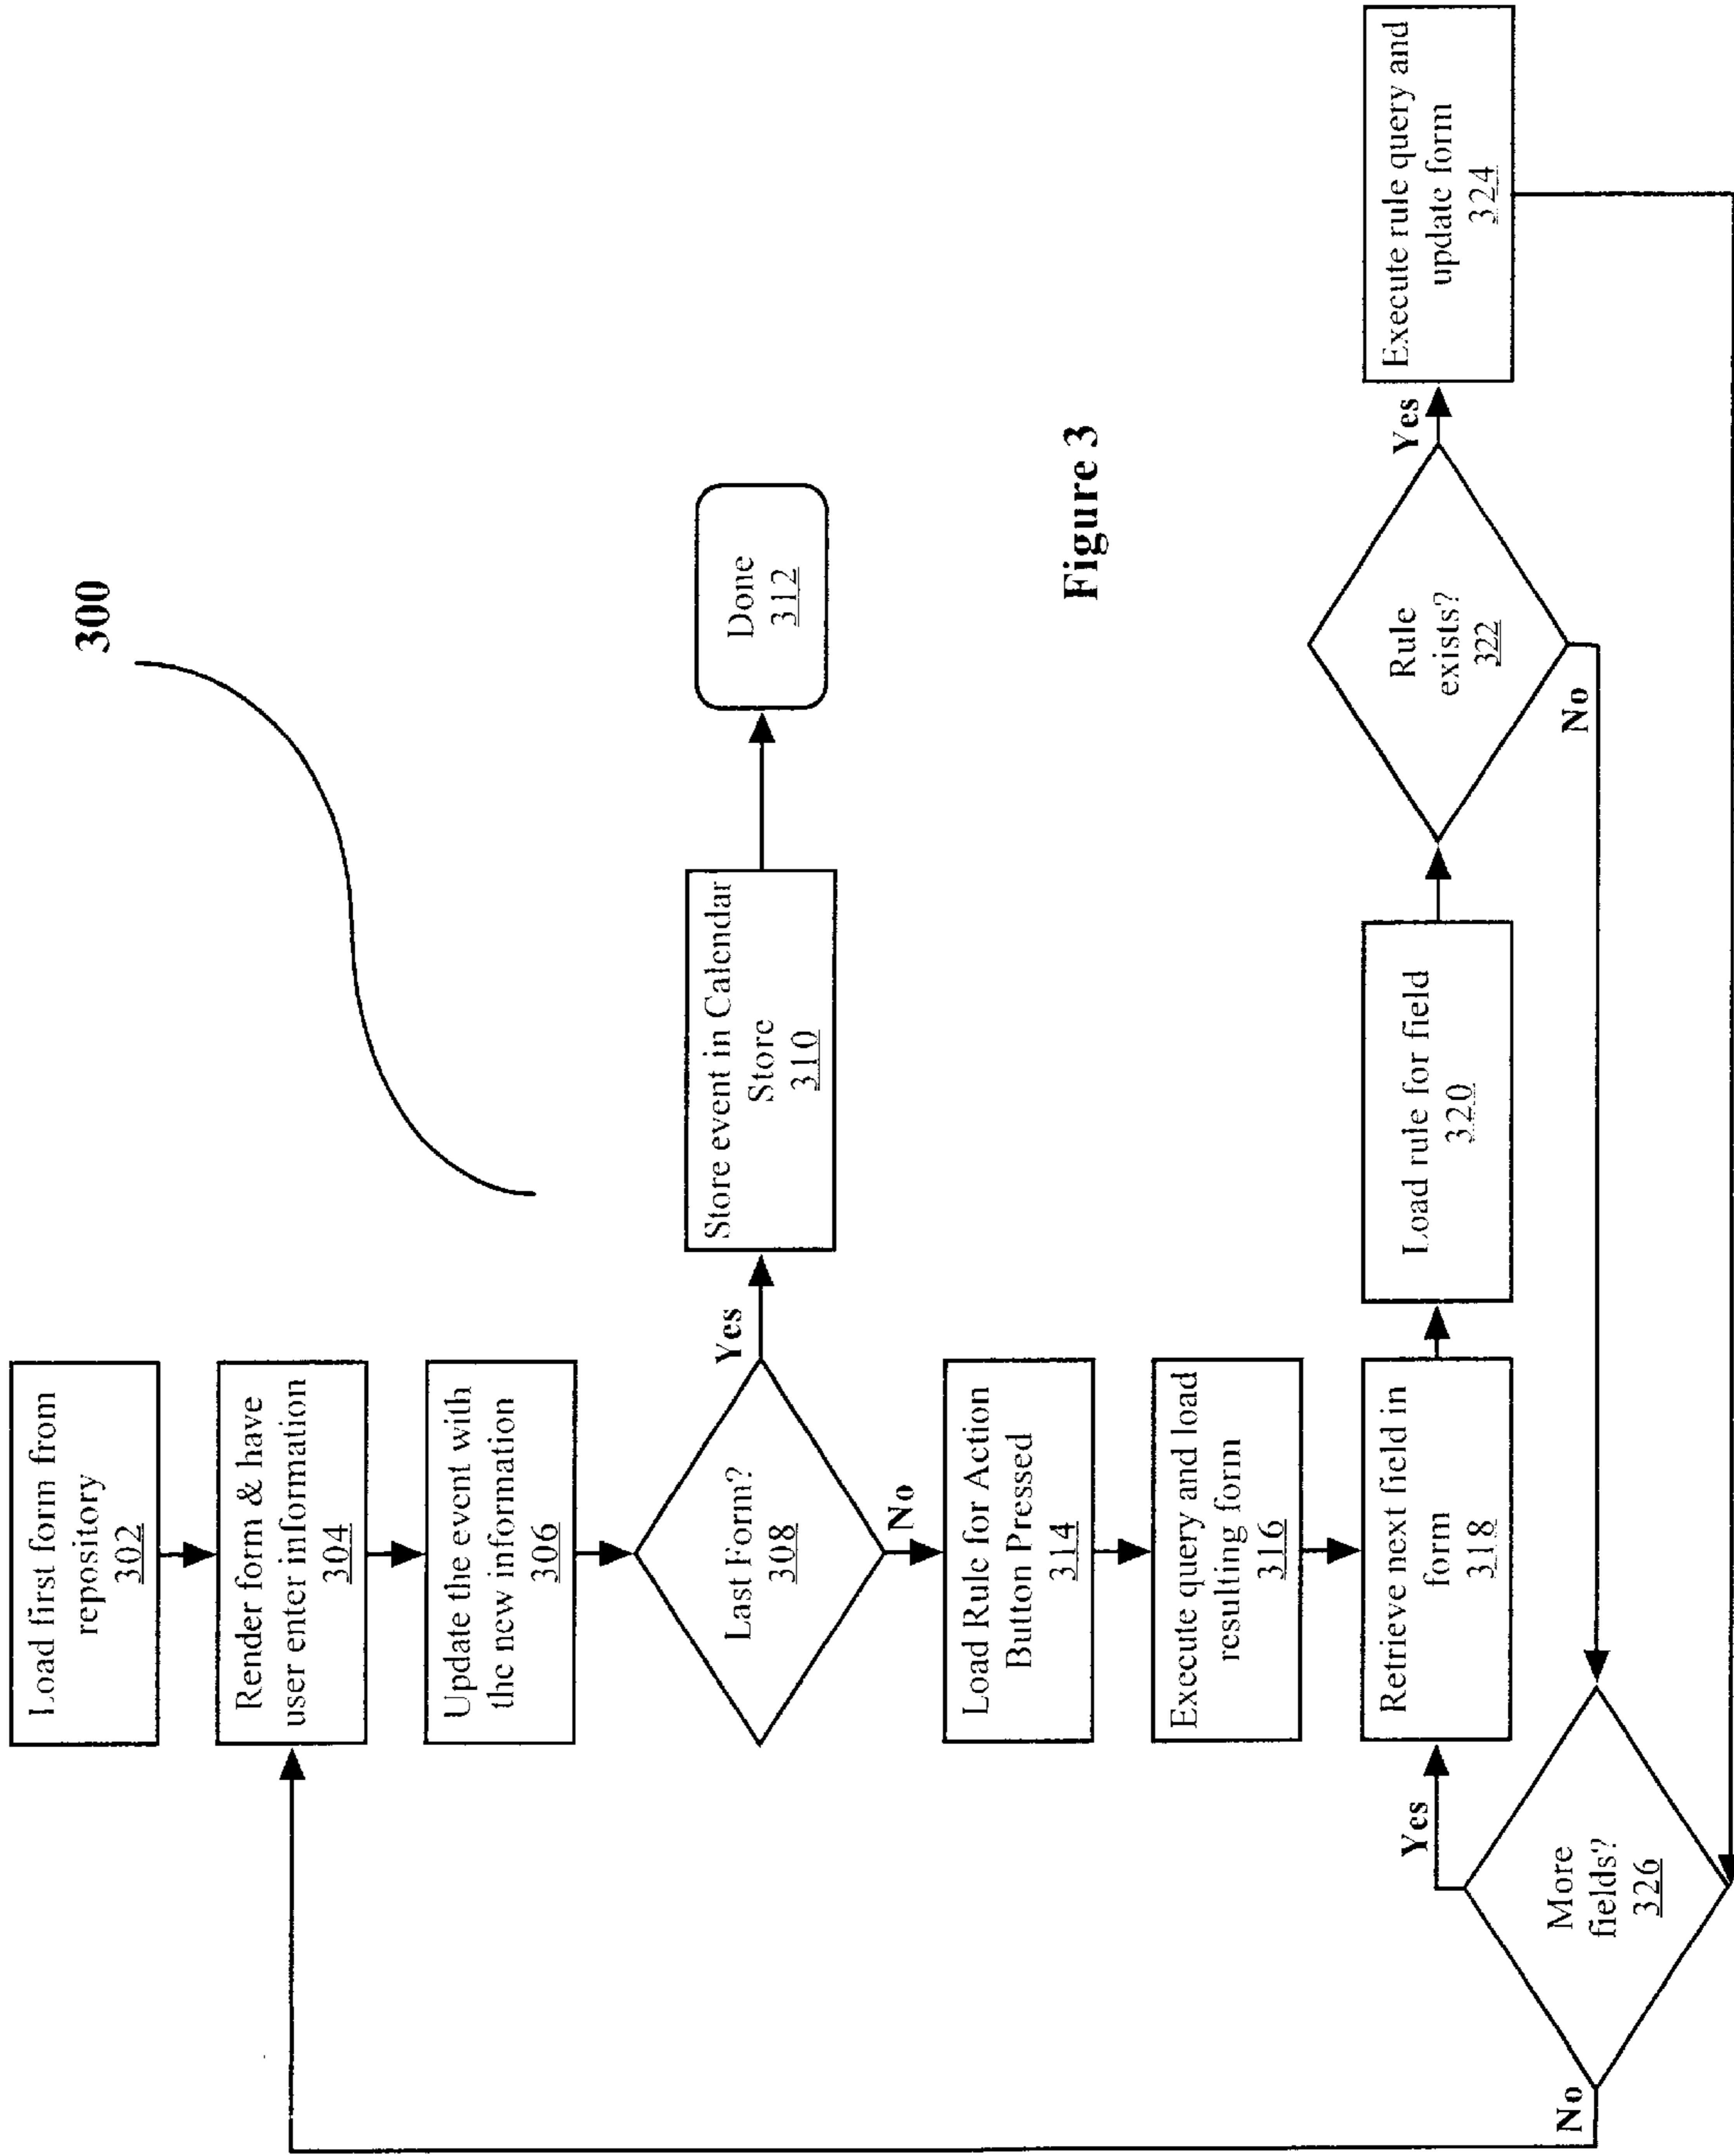 300
Load first form from
repository
302
Render form & have
user enter information
304
Update the event with
the new information
306
Last Form?
308
Yes
Store event in Calendar
Store
310
Done
312
No
Load Rule for Action
Button Pressed
314
Execute query and load
resulting form
316
Retrieve next field in
form
318
Load rule for field
320
Rule
exists?
322
Yes
Execute rule query and
update form
324
No
More
fields?
326
Yes
No
Figure 3